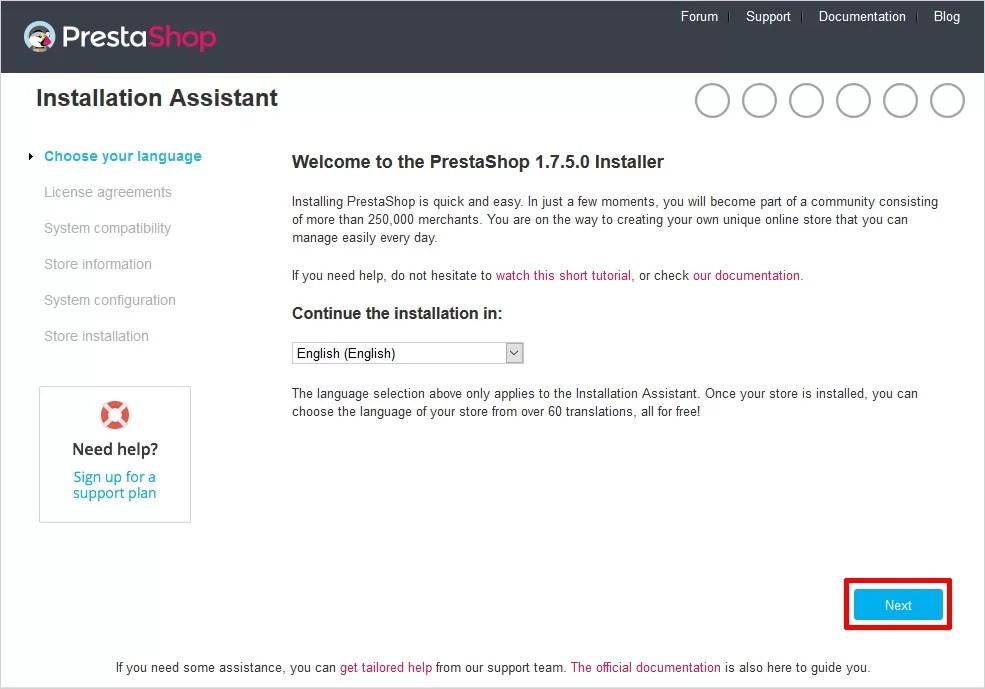 PrestaShop
Forum
Support
Documentation
Blog
Installation Assistant
Choose your language
License agreements
System compatibility
Store information
System configuration
Store installation
Need help?
Sign up for a
support plan
Welcome to the PrestaShop 1.7.5.0 Installer
Installing PrestaShop is quick and easy. In just a few moments, you will become part of a community consisting
of more than 250,000 merchants. You are on the way to creating your own unique online store that you can
manage easily every day.
If you need help, do not hesitate to watch this short tutorial, or check our documentation.
Continue the installation in:
English (English)
The language selection above only applies to the Installation Assistant. Once your store is installed, you can
choose the language of your store from over 60 translations, all for free!
Next
If you need some assistance, you can get tailored help from our support team. The official documentation is also here to guide you.